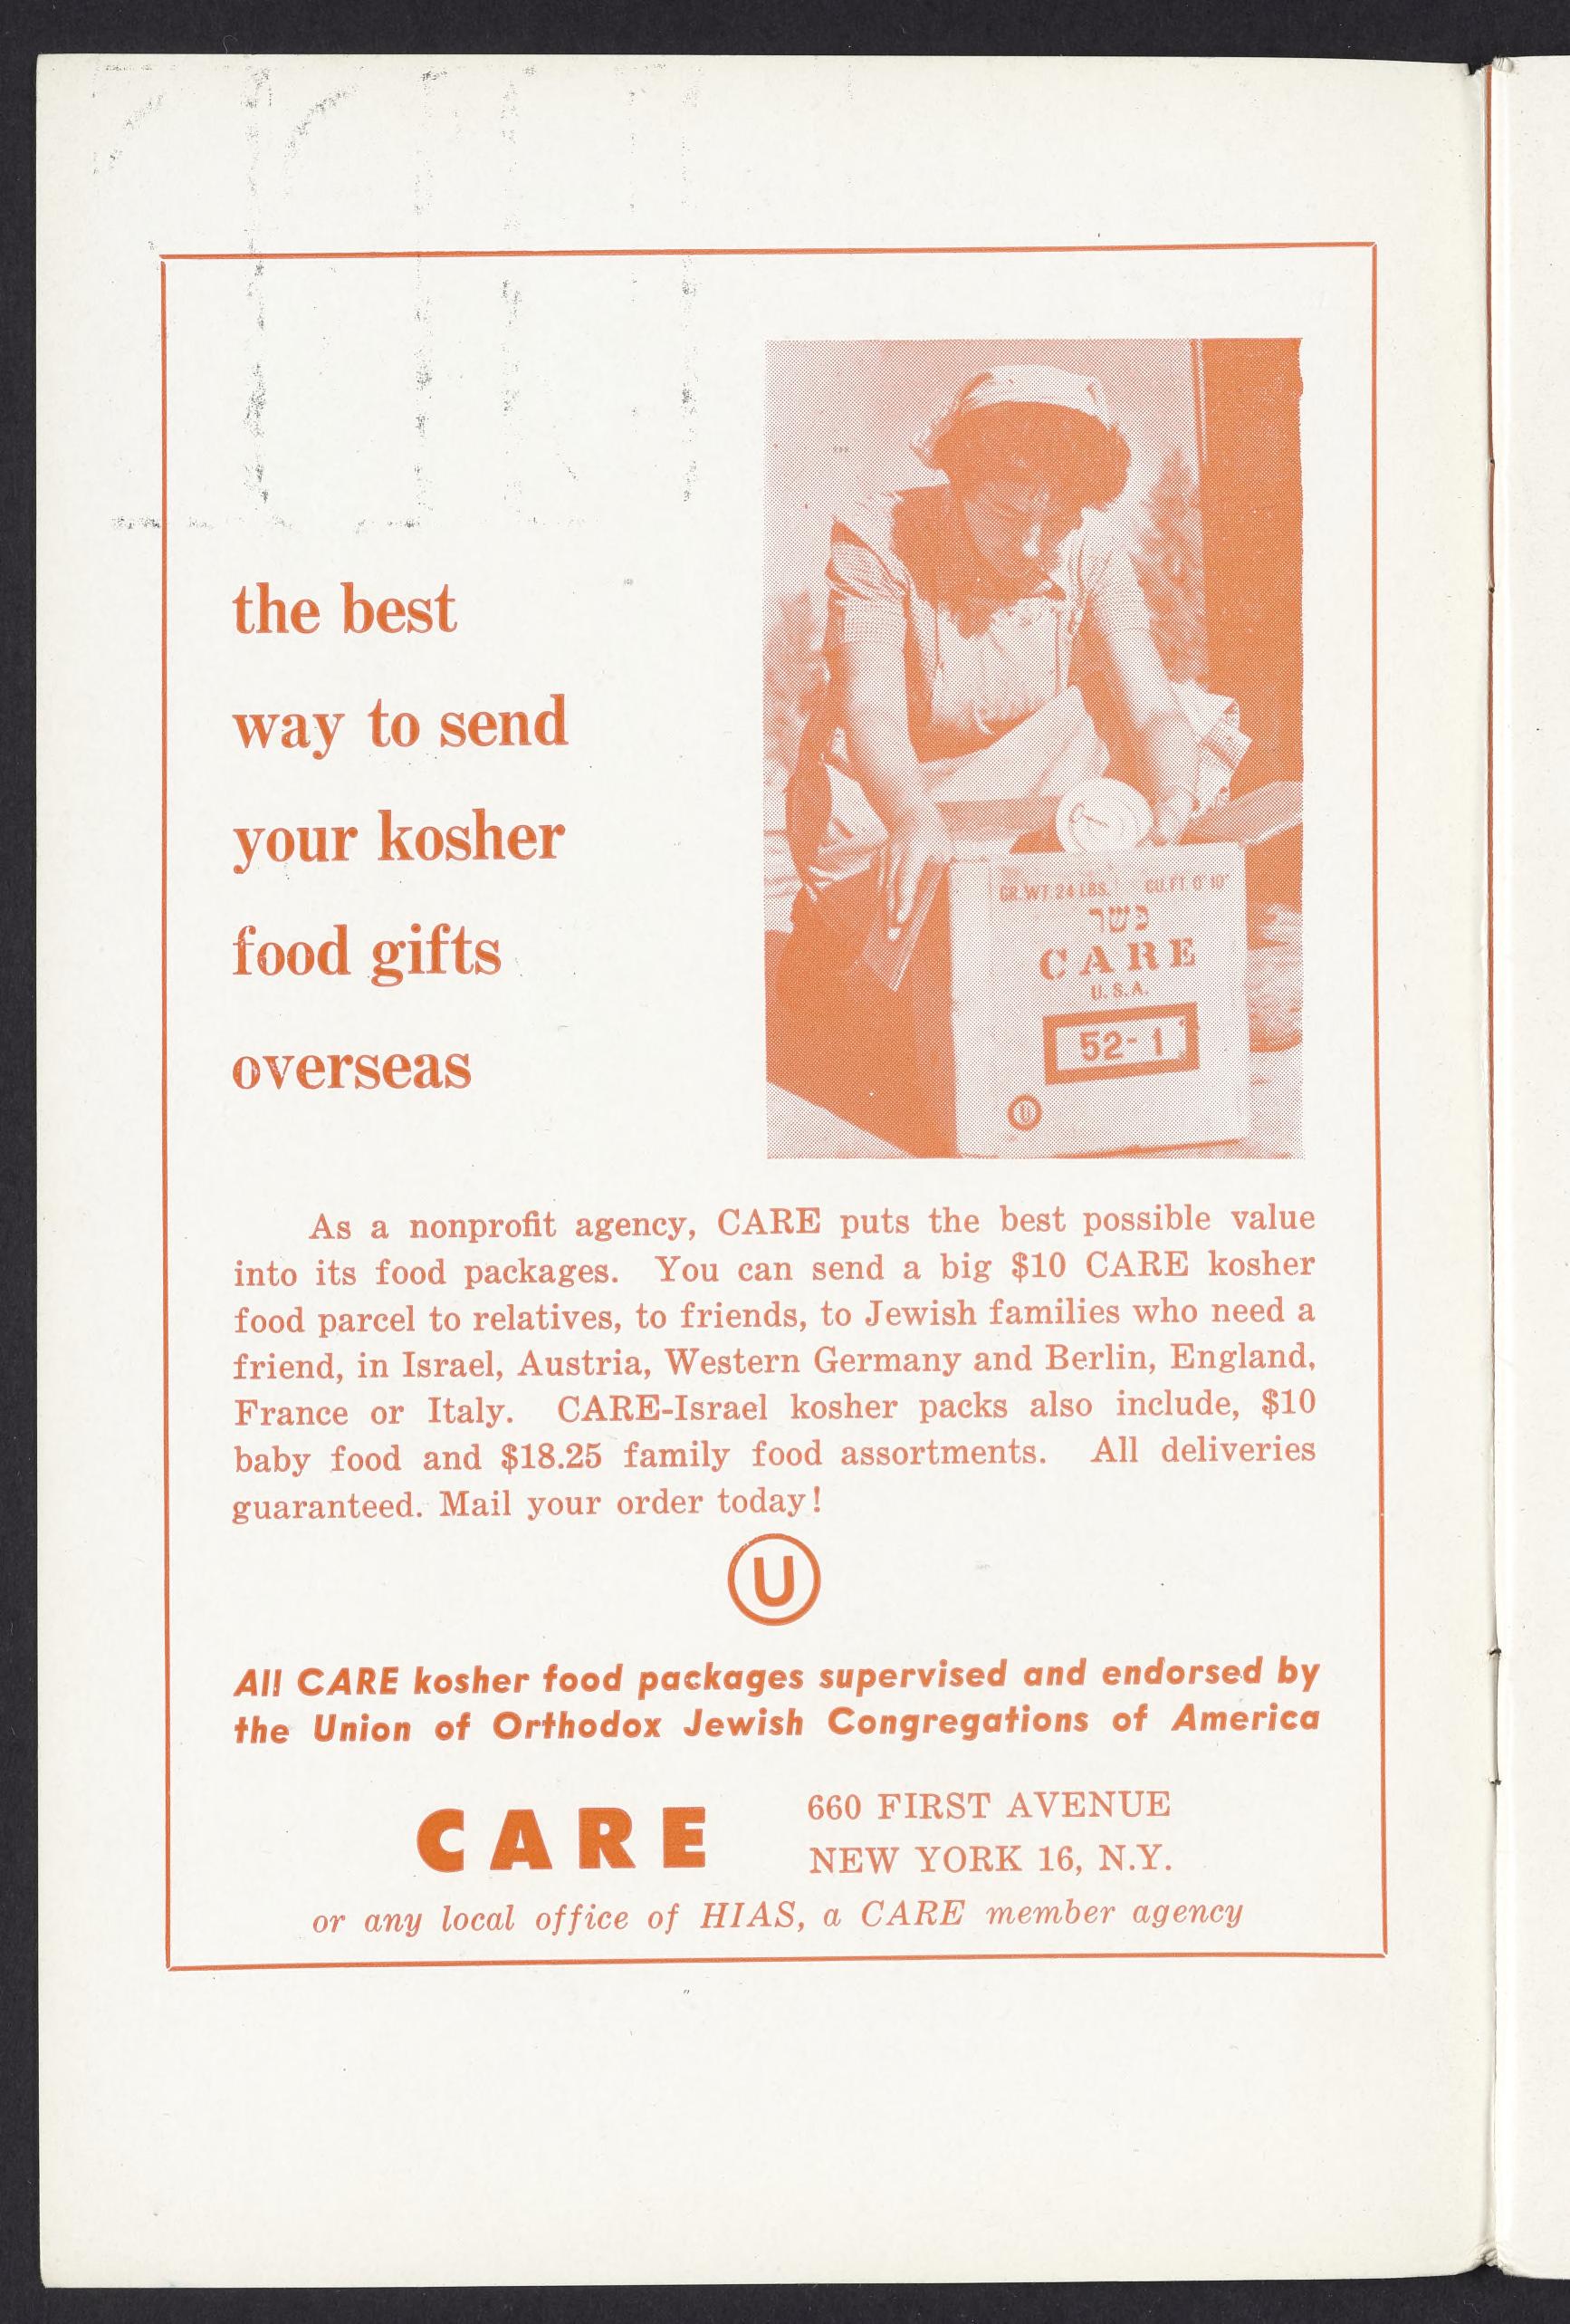 the best
way to send
your kosher
food gifts
overseas
GR. WT. 24 LBS. CU. FT. 0' 10"
כשר
CARE
U.S.A.
52-1
U
As a nonprofit agency, CARE puts the best possible value
into its food packages. You can send a big $10 CARE kosher
food parcel to relatives, to friends, to Jewish families who need a
friend, in Israel, Austria, Western Germany and Berlin, England,
France or Italy. CARE-Israel kosher packs also include, $10
baby food and $18.25 family food assortments. All deliveries
guaranteed. Mail your order today!
U
All CARE kosher food packages supervised and endorsed by
the Union of Orthodox Jewish Congregations of America
CARE
660 FIRST AVENUE
NEW YORK 16, N.Y.
or any local office of HIAS, a CARE member agency